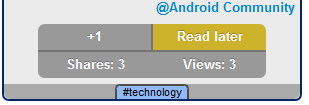 @Android Community
+1 Read later
Shares: 3 Views: 3
#technology